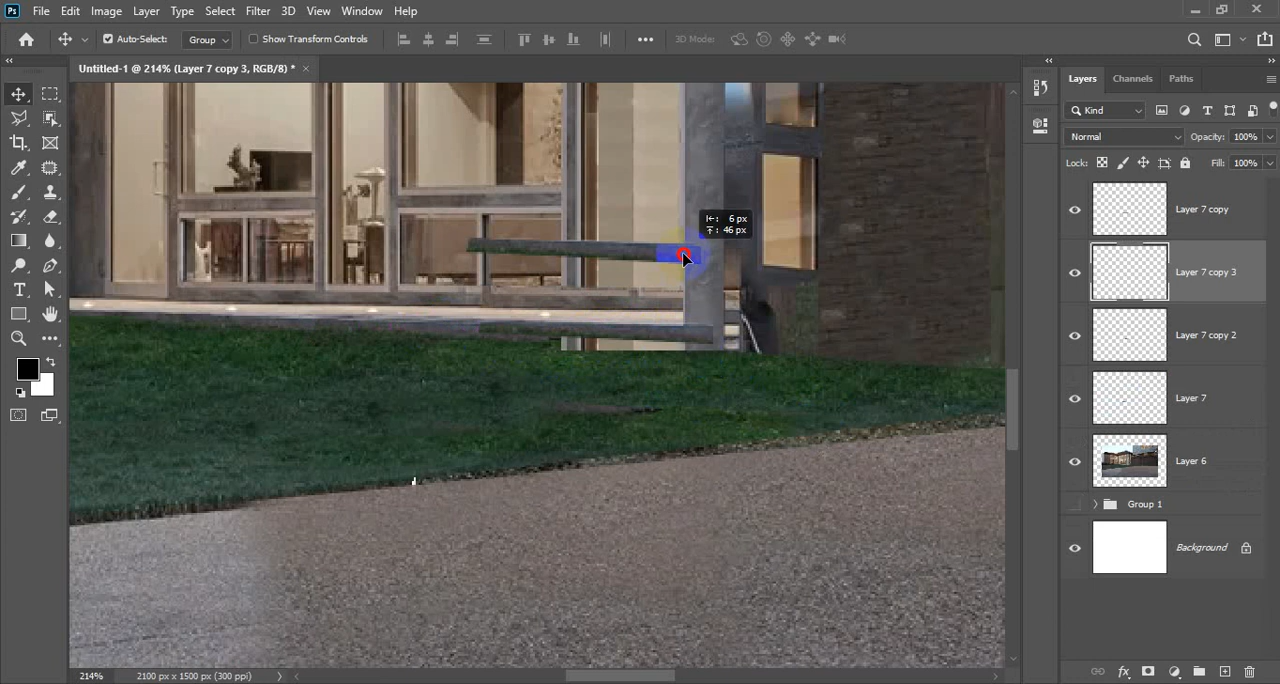 Ps File Edit Image Layer Type Select Filter 3D View Window Help
Auto-Select: Group Show Transform Controls 3D Mode:
Untitled-1 @ 214% (Layer 7 copy 3, RGB/8) *
Layers Channels Paths
Kind
Normal Opacity: 100%
Lock: Fill: 100%
6 px
46 px
Layer 7 copy
Layer 7 copy 3
Layer 7 copy 2
Layer 7
Layer 6
Group 1
Background
214% 2100 px x 1500 px (300 ppi)